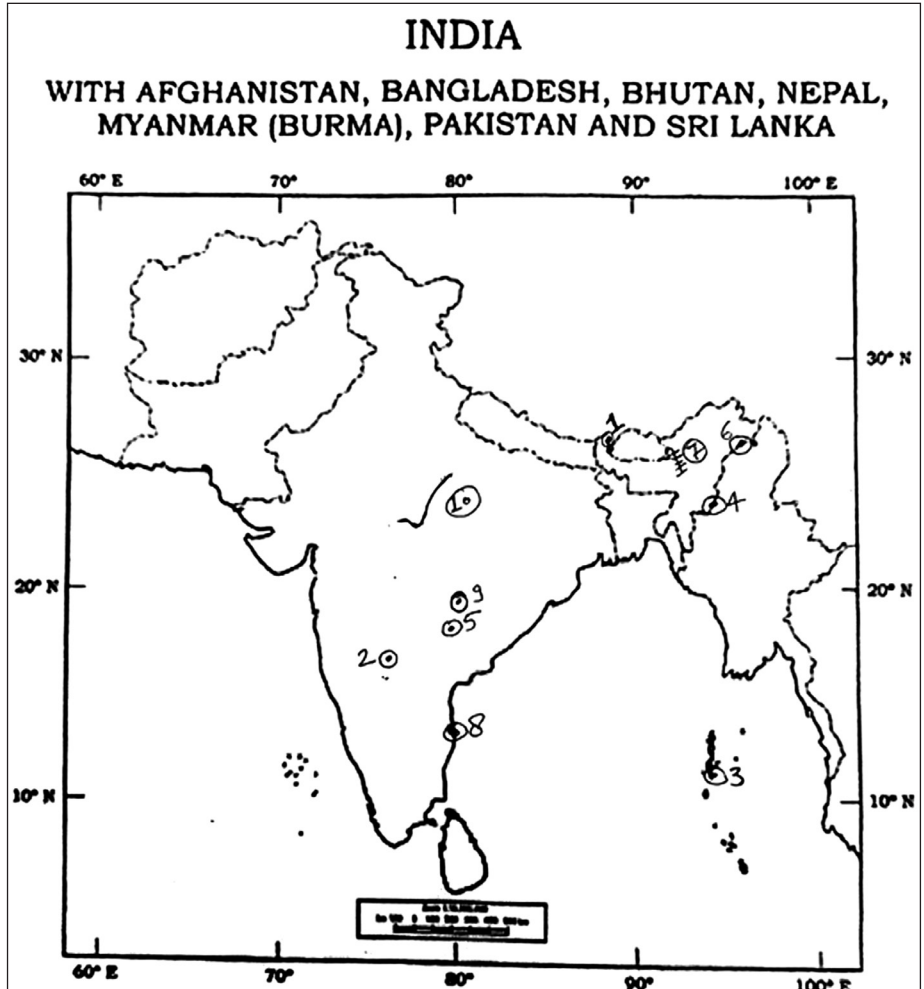 INDIA
WITH AFGHANISTAN, BANGLADESH, BHUTAN, NEPAL,
MYANMAR (BURMA), PAKISTAN AND SRI LANKA
60° E 70° 80° 90° 100° E
30° N 30° N
1
6
7
10
4
20° N 20° N
9
5
2
8
3
10° N 10° N
60° E 70° 80° 90° 100° E